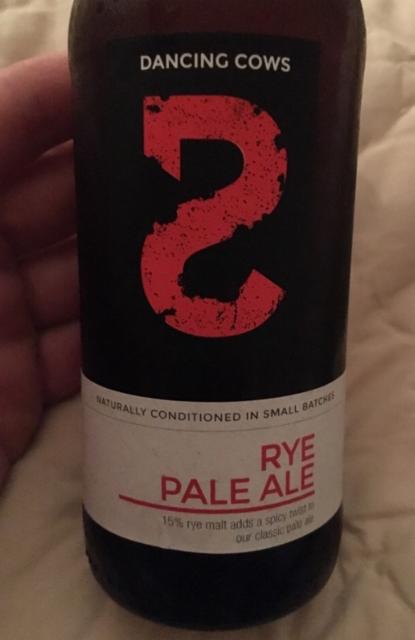 DANCING COWS
NATURALLY CONDITIONED IN SMALL BATCHES
RYE
PALE ALE
15% rye malt adds a spicy twist to
our classic pale ale